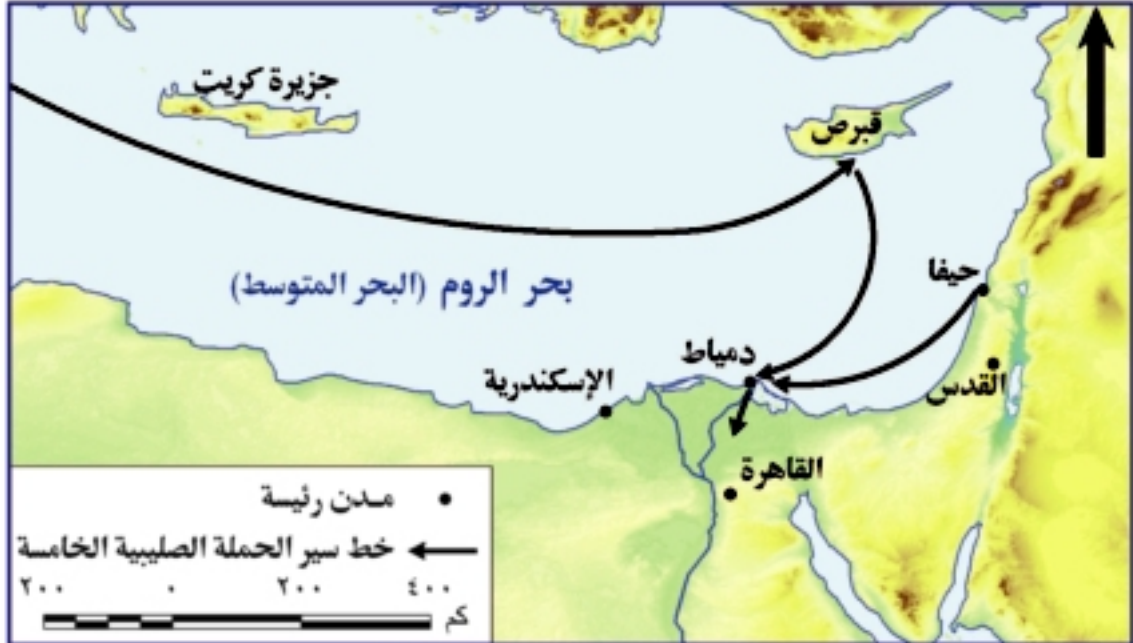 جزيرة كريت
قبرص
حيفا
بحر الروم (البحر المتوسط)
دمياط
الإسكندرية
القدس
القاهرة
مـدن رئيسة
خط سير الحملة الصليبية الخامسة
٢٠٠ ٠ ٢٠٠ ٤٠٠
كم